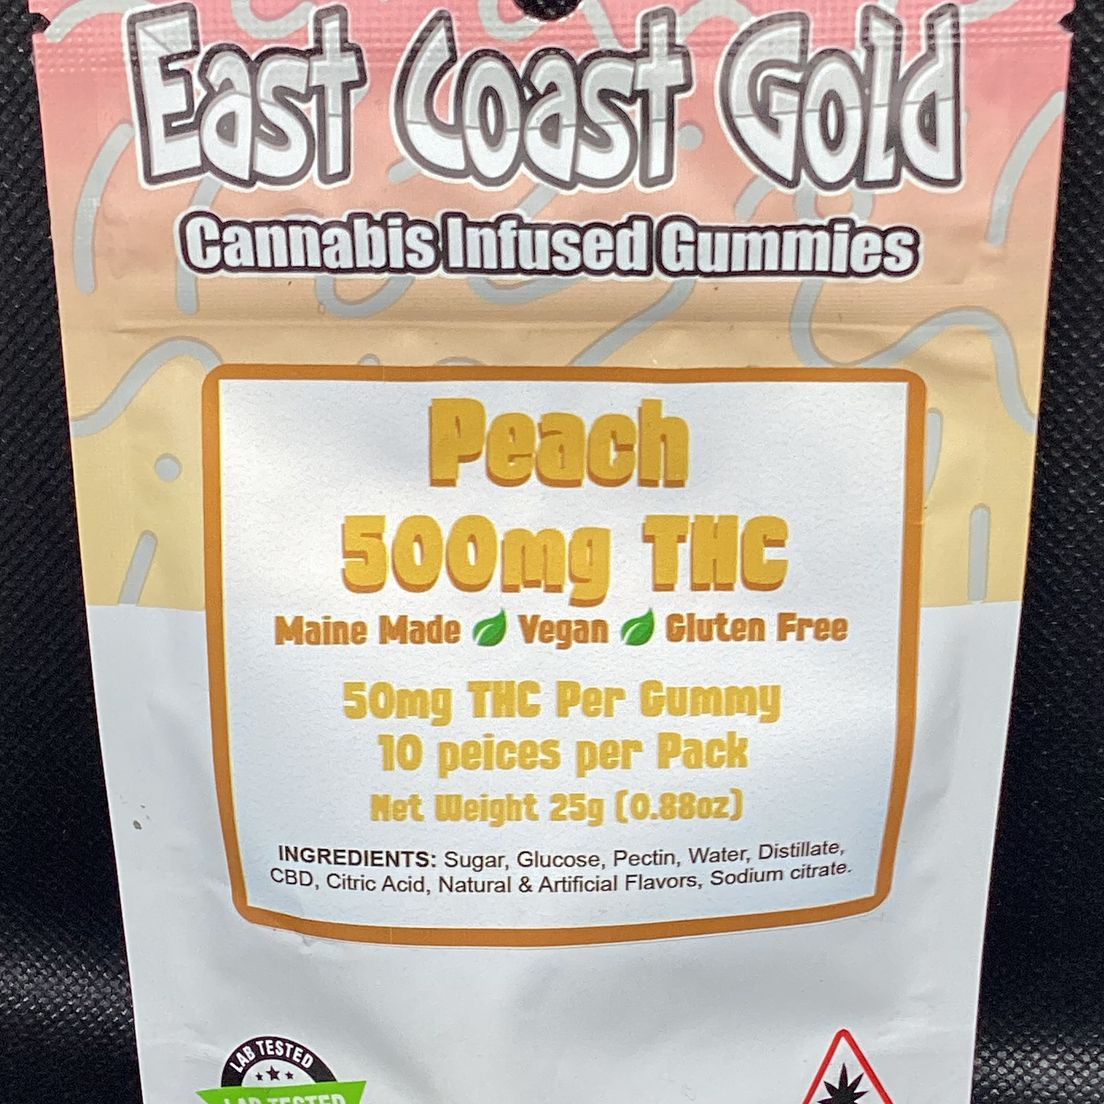 East Coast Gold
Cannabis Infused Gummies
Peach
500mg THC
Maine Made Vegan Gluten Free
50mg THC Per Gummy
10 peices per Pack
Net Weight 25g (0.88oz)
INGREDIENTS: Sugar, Glucose, Pectin, Water, Distillate,
CBD, Citric Acid, Natural & Artificial Flavors, Sodium citrate.
LAB TESTED
LAB TESTED